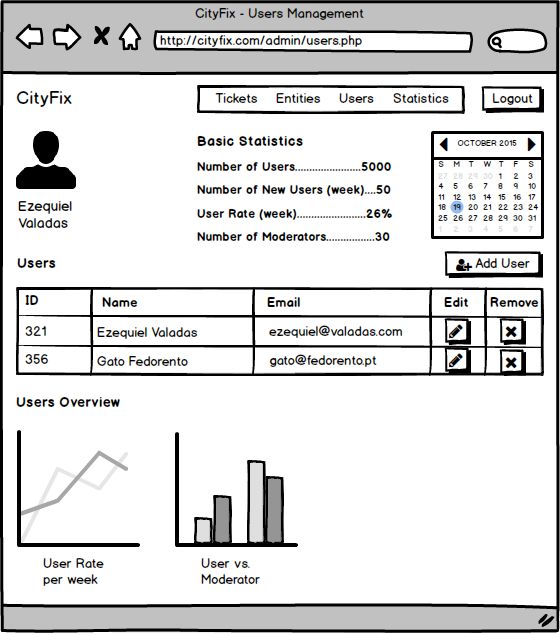 CityFix - Users Management
http://cityfix.com/admin/users.php
CityFix
Tickets Entities Users Statistics
Logout
Ezequiel
Valadas
Basic Statistics
Number of Users......................5000
Number of New Users (week)....50
User Rate (week).......................26%
Number of Moderators................30
OCTOBER 2015
S M T W T F S
27 28 29 30 1 2 3
4 5 6 7 8 9 10
11 12 13 14 15 16 17
18 19 20 21 22 23 24
25 26 27 28 29 30 31
1 2 3 4 5 6 7
Users
Add User
ID Name Email Edit Remove
321 Ezequiel Valadas ezequiel@valadas.com
356 Gato Fedorento gato@fedorento.pt
Users Overview
User Rate
per week
User vs.
Moderator